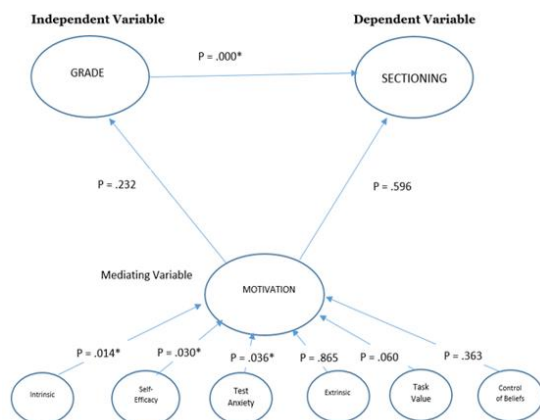 Independent Variable
Dependent Variable
GRADE
P = .000*
SECTIONING
P = .232
P = .596
Mediating Variable
MOTIVATION
P = .014*
P = .030*
P = .036*
P = .865
P = .060
P = .363
Intrinsic
Self-
Efficacy
Test
Anxiety
Extrinsic
Task
Value
Control
of Beliefs